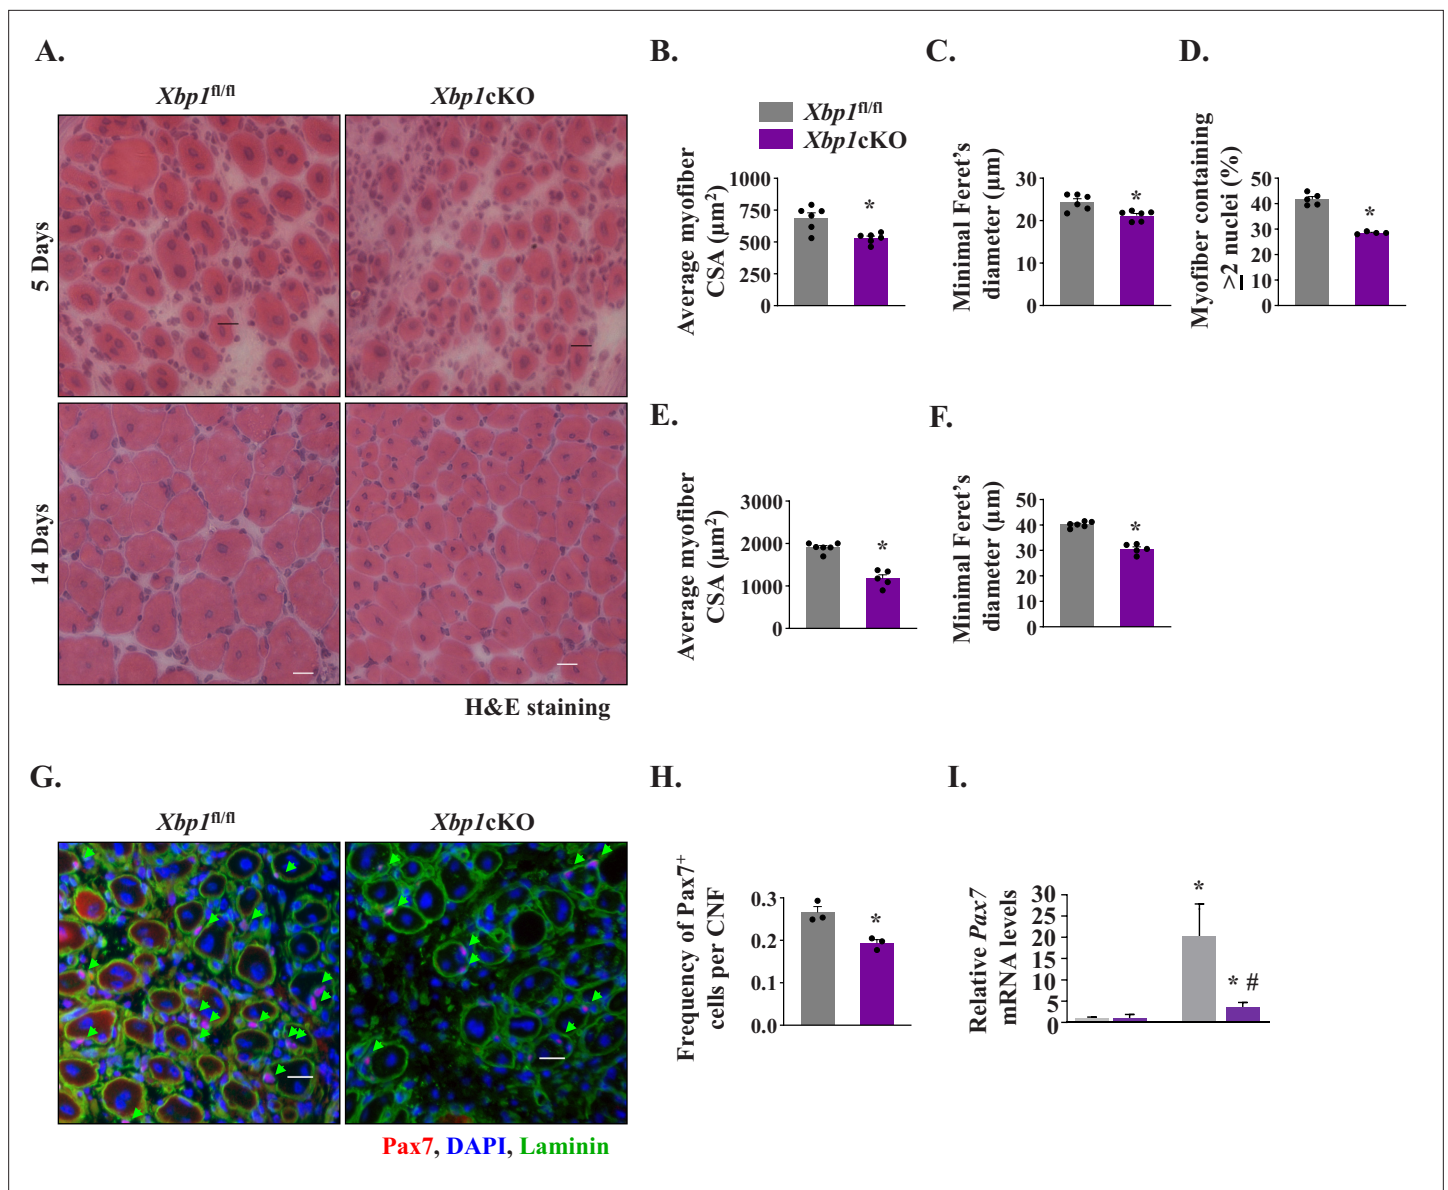 A.
Xbp1fl/fl
Xbp1cKO
5 Days
14 Days
H&E staining
B.
Xbp1fl/fl
Xbp1cKO
Average myofiber
CSA (µm2)
1000
750
500
250
0
*
C.
Minimal Feret's
diameter (µm)
30
20
10
0
*
D.
Myofiber containing
≥2 nuclei (%)
50
40
30
20
10
0
*
E.
Average myofiber
CSA (µm2)
3000
2000
1000
0
*
F.
Minimal Feret's
diameter (µm)
50
40
30
20
10
0
*
G.
Xbp1fl/fl
Xbp1cKO
Pax7, DAPI, Laminin
H.
Frequency of Pax7+
cells per CNF
0.3
0.2
0.1
0.0
*
I.
Relative Pax7
mRNA levels
30
25
20
15
10
5
0
*
* #